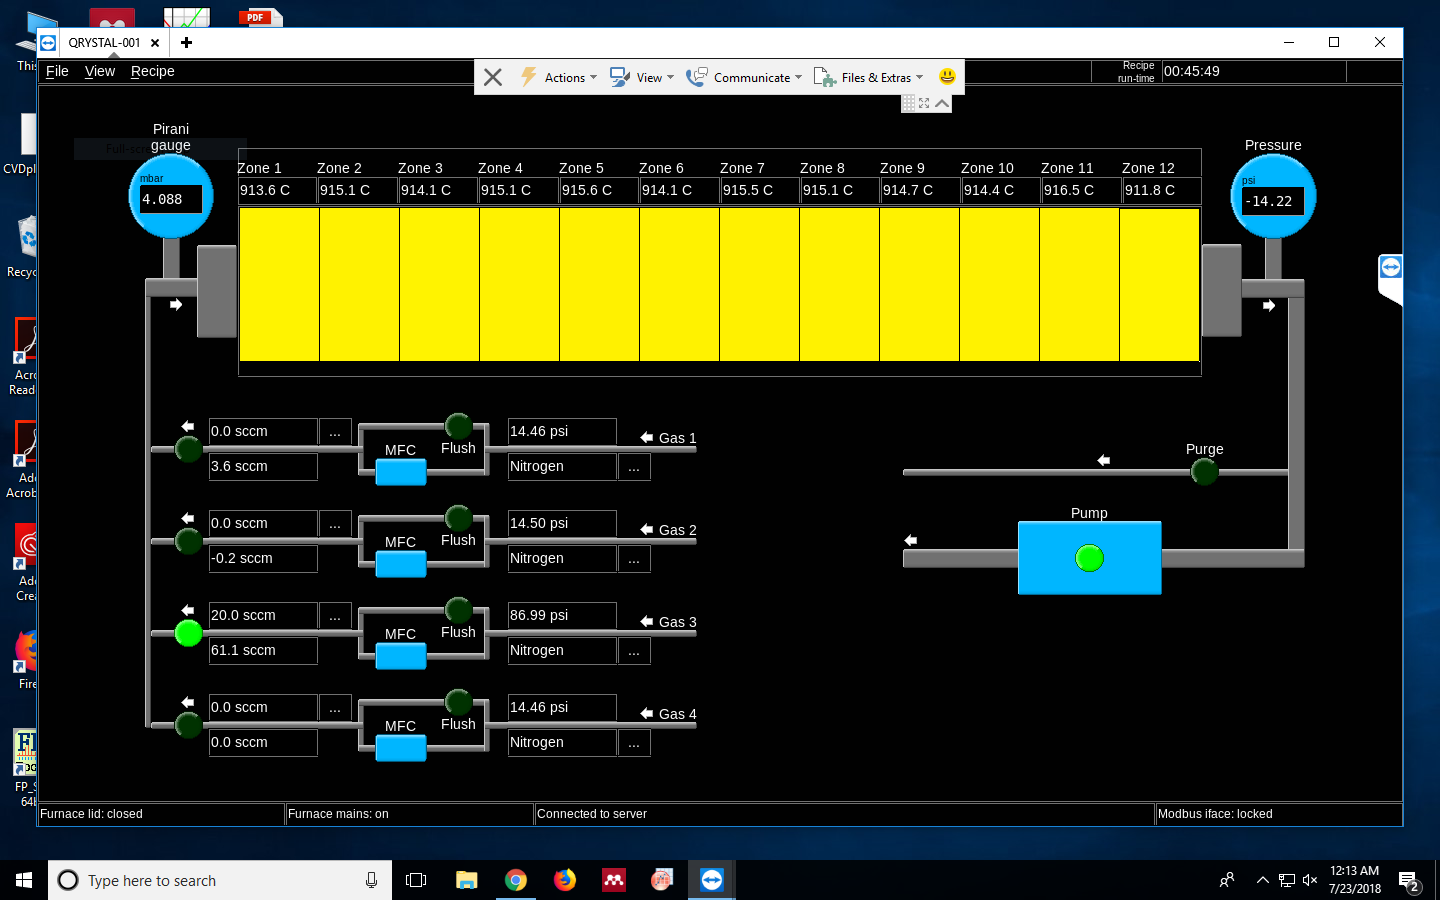 PDF
QRYSTAL-001
This
File View Recipe
Actions View Communicate Files & Extras
Recipe run-time
00:45:49
CVDpl
Pirani gauge
mbar
4.088
Zone 1 Zone 2 Zone 3 Zone 4 Zone 5 Zone 6 Zone 7 Zone 8 Zone 9 Zone 10 Zone 11 Zone 12
913.6 C 915.1 C 914.1 C 915.1 C 915.6 C 914.1 C 915.5 C 915.1 C 914.7 C 914.4 C 916.5 C 911.8 C
Pressure
psi
-14.22
Recyc
Acro
Read
Ado
Acrob
Ado
Crea
Fire
FP_S
64b
0.0 sccm ... 14.46 psi Gas 1
MFC Flush
3.6 sccm Nitrogen ...
0.0 sccm ... 14.50 psi Gas 2
MFC Flush
-0.2 sccm Nitrogen ...
20.0 sccm ... 86.99 psi Gas 3
MFC Flush
61.1 sccm Nitrogen ...
0.0 sccm ... 14.46 psi Gas 4
MFC Flush
0.0 sccm Nitrogen ...
Purge
Pump
Furnace lid: closed Furnace mains: on Connected to server Modbus iface: locked
Type here to search
12:13 AM
7/23/2018
2